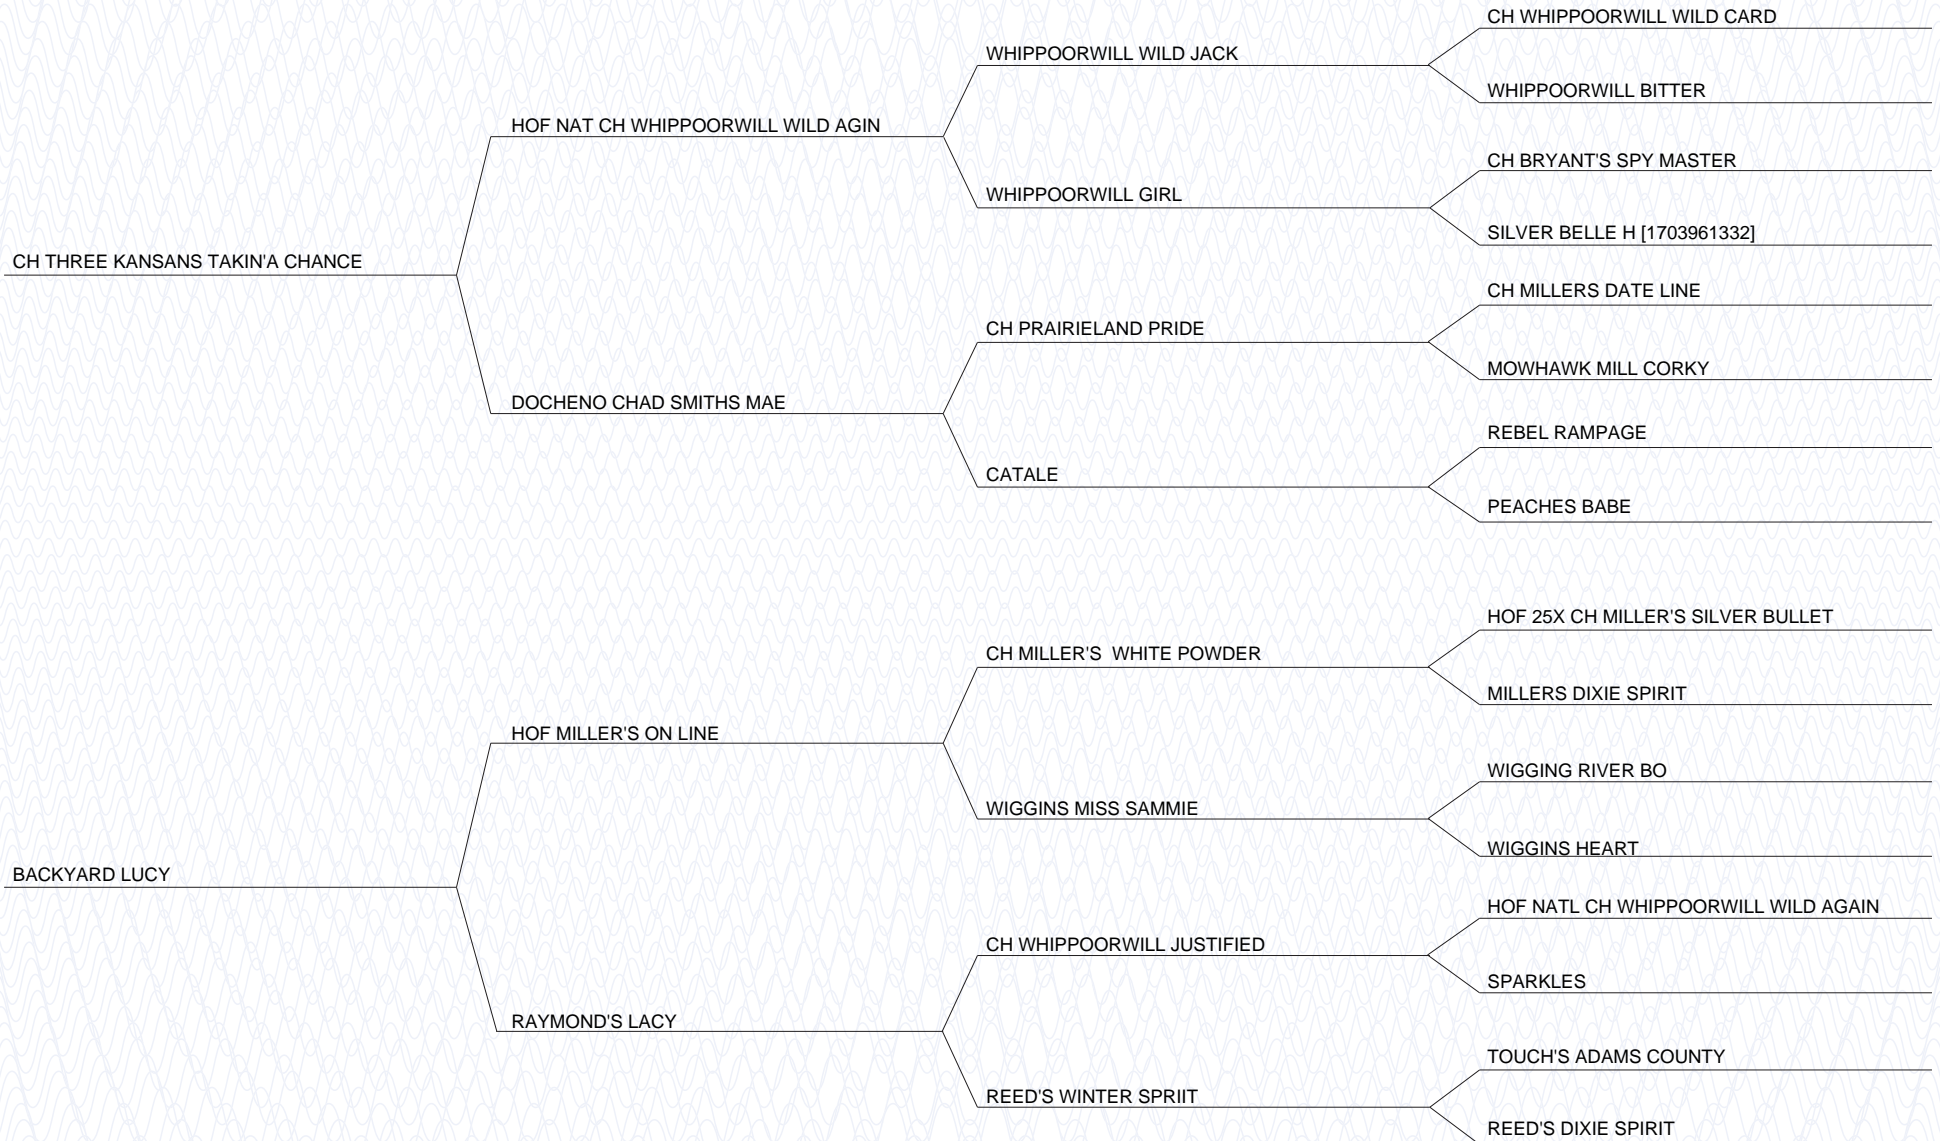 CH WHIPPOORWILL WILD CARD
WHIPPOORWILL WILD JACK
WHIPPOORWILL BITTER
HOF NAT CH WHIPPOORWILL WILD AGIN
CH BRYANT'S SPY MASTER
WHIPPOORWILL GIRL
SILVER BELLE H [1703961332]
CH THREE KANSANS TAKIN'A CHANCE
CH MILLERS DATE LINE
CH PRAIRIELAND PRIDE
MOWHAWK MILL CORKY
DOCHENO CHAD SMITHS MAE
REBEL RAMPAGE
CATALE
PEACHES BABE
HOF 25X CH MILLER'S SILVER BULLET
CH MILLER'S  WHITE POWDER
MILLERS DIXIE SPIRIT
HOF MILLER'S ON LINE
WIGGING RIVER BO
WIGGINS MISS SAMMIE
WIGGINS HEART
BACKYARD LUCY
HOF NATL CH WHIPPOORWILL WILD AGAIN
CH WHIPPOORWILL JUSTIFIED
SPARKLES
RAYMOND'S LACY
TOUCH'S ADAMS COUNTY
REED'S WINTER SPRIIT
REED'S DIXIE SPIRIT